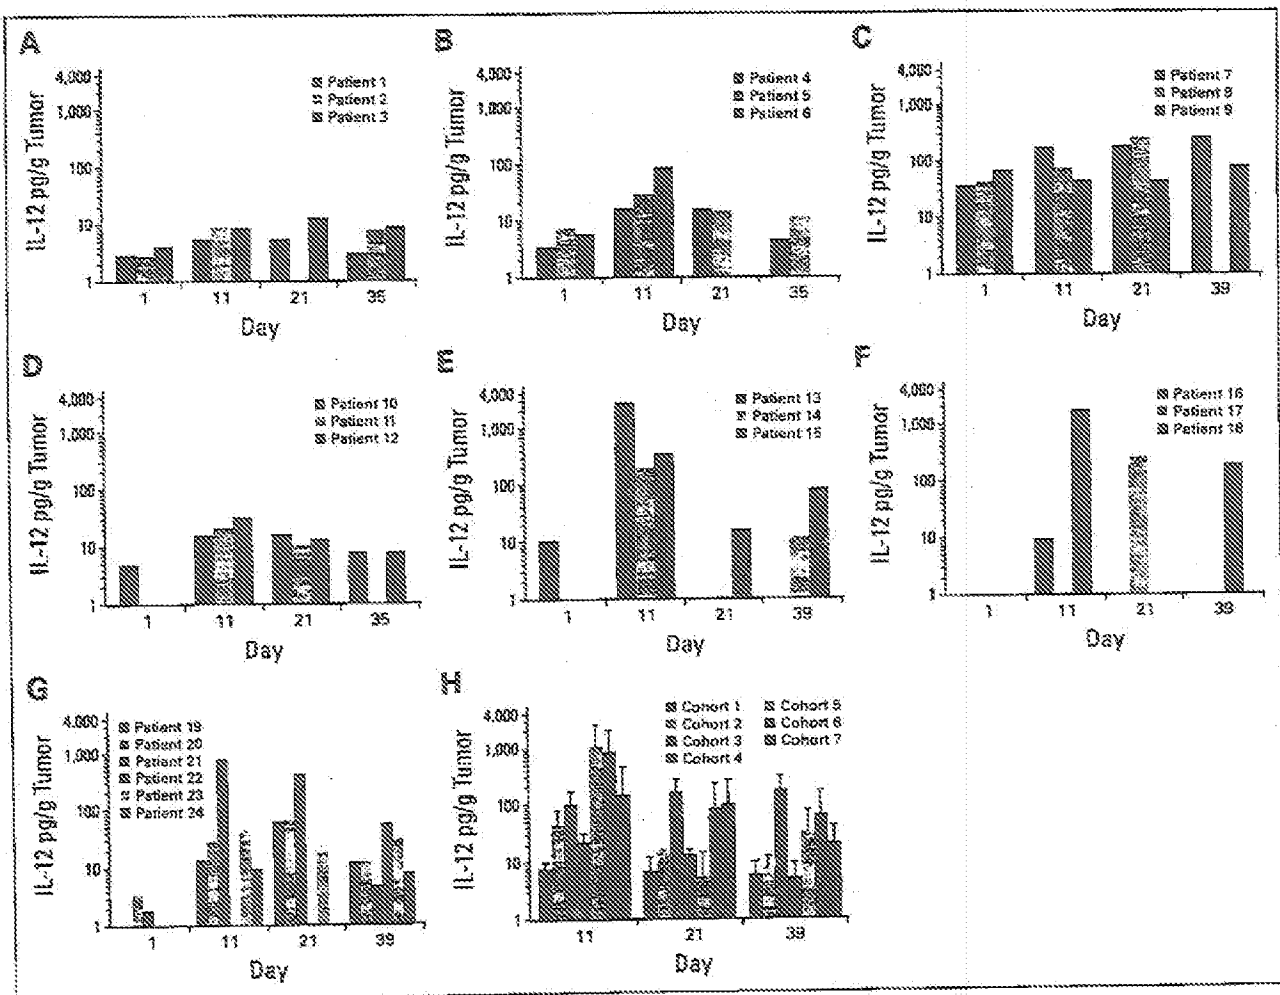 A
IL-12 pg/g Tumor
4,000
1,000
100
10
1
Patient 1
Patient 2
Patient 3
1 11 21 35
Day
B
IL-12 pg/g Tumor
4,000
1,000
100
10
1
Patient 4
Patient 5
Patient 6
1 11 21 35
Day
C
IL-12 pg/g Tumor
4,000
1,000
100
10
1
Patient 7
Patient 8
Patient 9
1 11 21 39
Day
D
IL-12 pg/g Tumor
4,000
1,000
100
10
1
Patient 10
Patient 11
Patient 12
1 11 21 35
Day
E
IL-12 pg/g Tumor
4,000
1,000
100
10
1
Patient 13
Patient 14
Patient 15
1 11 21 39
Day
F
IL-12 pg/g Tumor
4,000
1,000
100
10
1
Patient 16
Patient 17
Patient 18
1 11 21 39
Day
G
IL-12 pg/g Tumor
4,000
1,000
100
10
1
Patient 19
Patient 20
Patient 21
Patient 22
Patient 23
Patient 24
1 11 21 39
Day
H
IL-12 pg/g Tumor
4,000
1,000
100
10
1
Cohort 1 Cohort 5
Cohort 2 Cohort 6
Cohort 3 Cohort 7
Cohort 4
11 21 39
Day